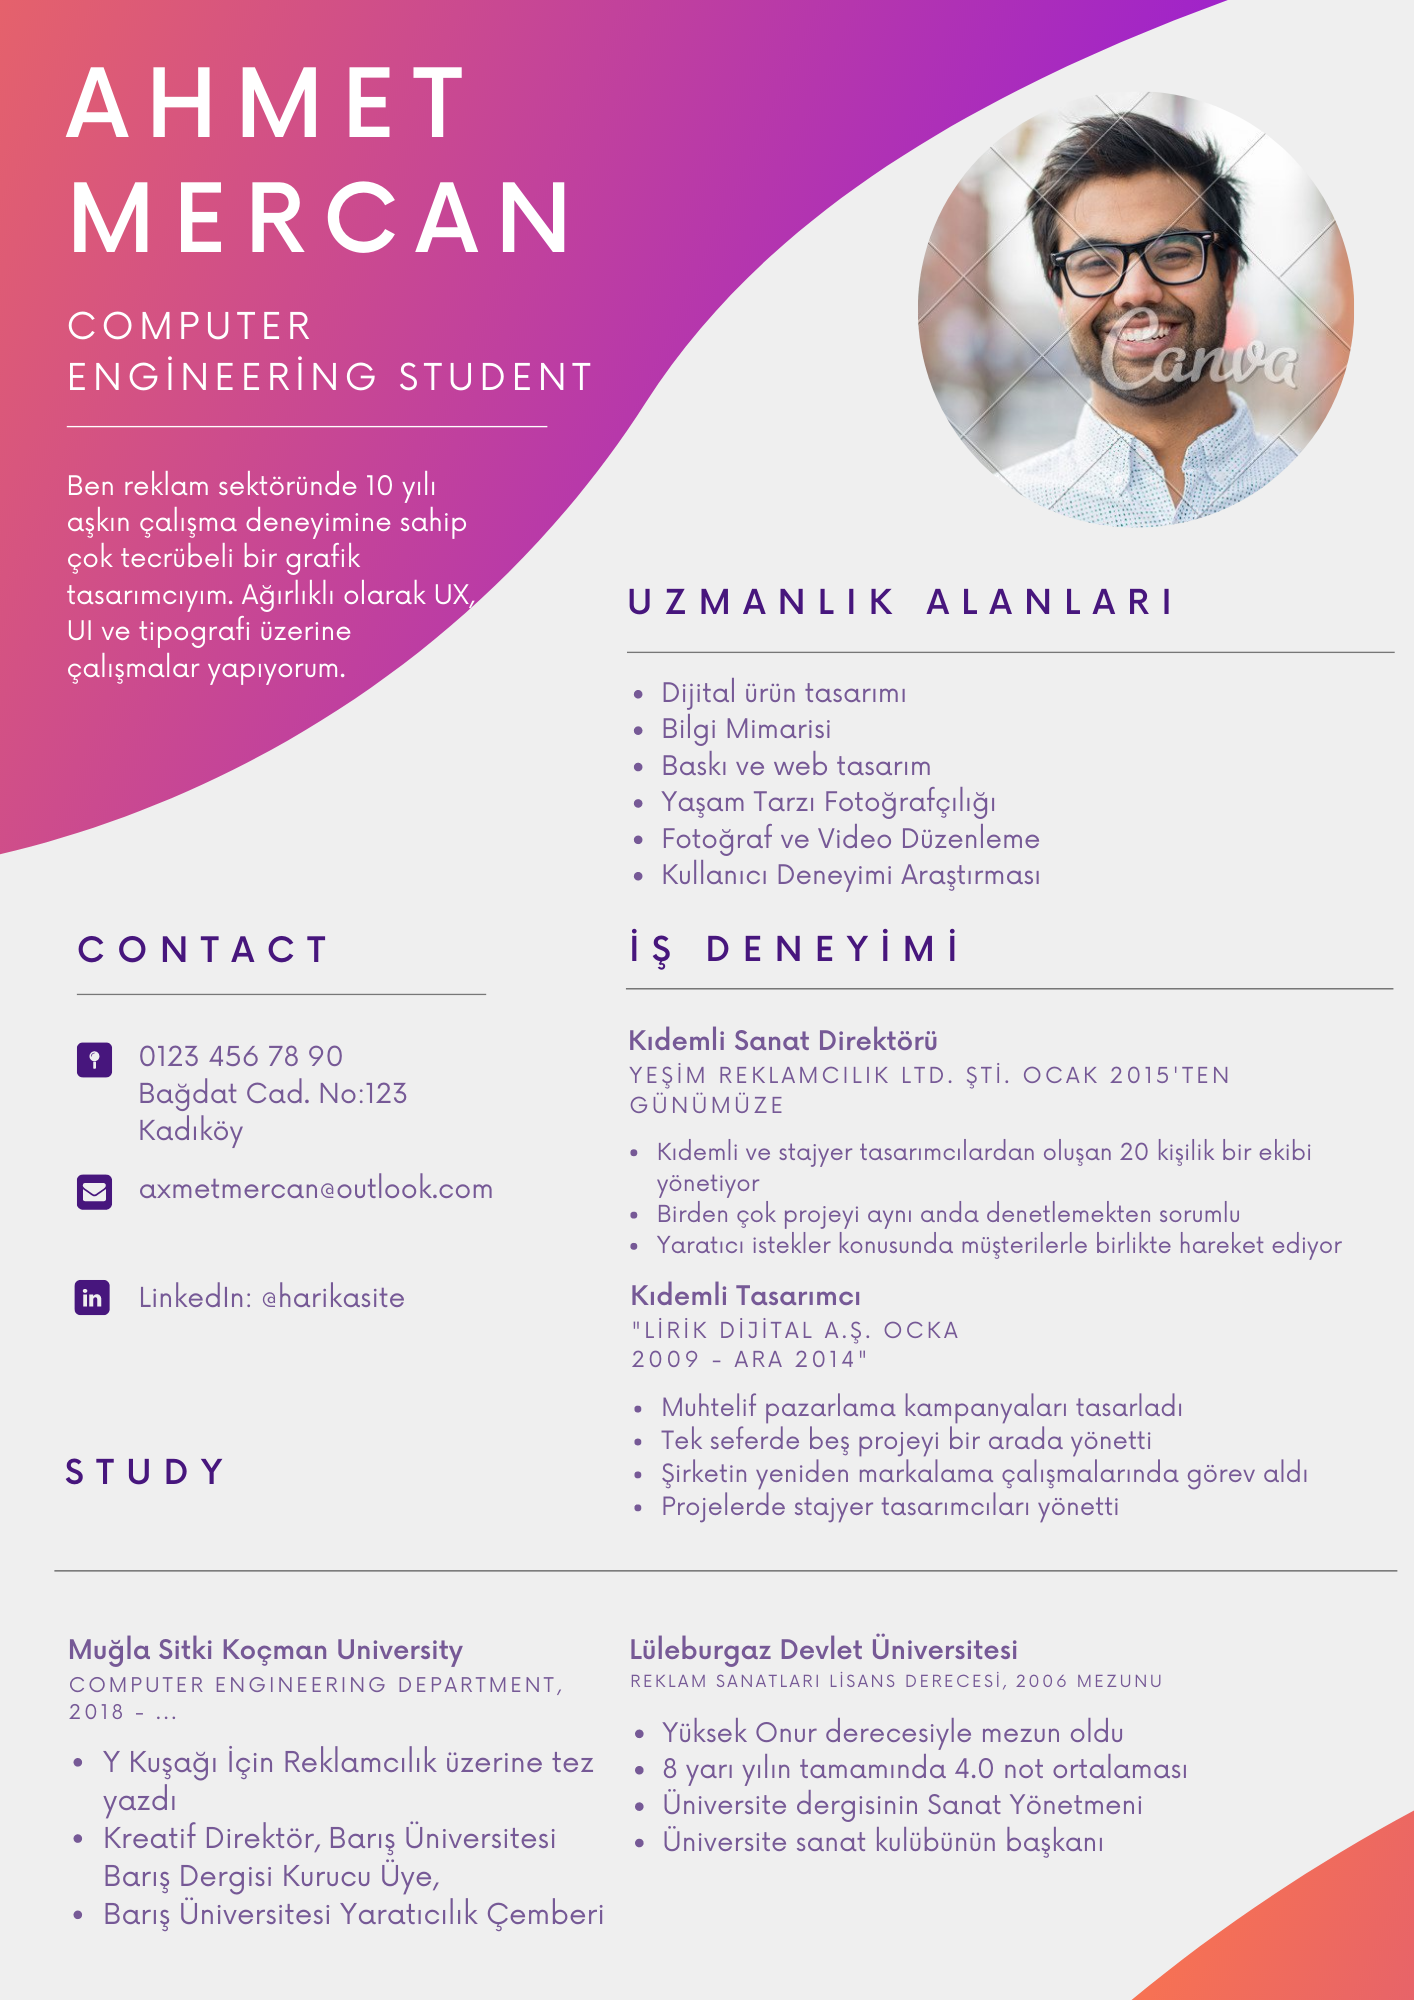 AHMET
MERCAN
COMPUTER
ENGİNEERİNG STUDENT
Ben reklam sektöründe 10 yılı
aşkın çalışma deneyimine sahip
çok tecrübeli bir grafik
tasarımcıyım. Ağırlıklı olarak UX,
UI ve tipografi üzerine
çalışmalar yapıyorum.
Canva
UZMANLIK ALANLARI
• Dijital ürün tasarımı
• Bilgi Mimarisi
• Baskı ve web tasarım
• Yaşam Tarzı Fotoğrafçılığı
• Fotoğraf ve Video Düzenleme
• Kullanıcı Deneyimi Araştırması
CONTACT
0123 456 78 90
Bağdat Cad. No:123
Kadıköy
axmetmercan@outlook.com
in
LinkedIn: @harikasite
İŞ DENEYİMİ
Kıdemli Sanat Direktörü
YEŞİM REKLAMCILIK LTD. ŞTİ. OCAK 2015'TEN
GÜNÜMÜZE
• Kıdemli ve stajyer tasarımcılardan oluşan 20 kişilik bir ekibi
yönetiyor
• Birden çok projeyi aynı anda denetlemekten sorumlu
• Yaratıcı istekler konusunda müşterilerle birlikte hareket ediyor
Kıdemli Tasarımcı
"LİRİK DİJİTAL A.Ş. OCKA
2009 - ARA 2014"
• Muhtelif pazarlama kampanyaları tasarladı
• Tek seferde beş projeyi bir arada yönetti
• Şirketin yeniden markalama çalışmalarında görev aldı
• Projelerde stajyer tasarımcıları yönetti
STUDY
Muğla Sitki Koçman University
COMPUTER ENGINEERING DEPARTMENT,
2018 - ...
• Y Kuşağı İçin Reklamcılık üzerine tez
yazdı
• Kreatif Direktör, Barış Üniversitesi
Barış Dergisi Kurucu Üye,
• Barış Üniversitesi Yaratıcılık Çemberi
Lüleburgaz Devlet Üniversitesi
REKLAM SANATLARI LİSANS DERECESİ, 2006 MEZUNU
• Yüksek Onur derecesiyle mezun oldu
• 8 yarı yılın tamamında 4.0 not ortalaması
• Üniversite dergisinin Sanat Yönetmeni
• Üniversite sanat kulübünün başkanı